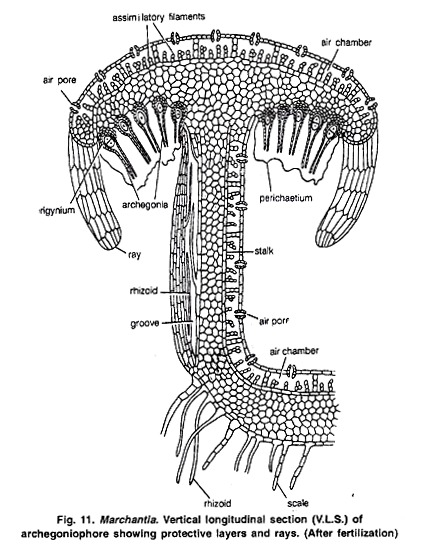 assimilatory filaments
air chamber
air pore
rigynium
archegonia
perichaetium
ray
stalk
rhizoid
groove
air porr
air chamber
rhizoid
scale
Fig. 11. Marchantia. Vertical longitudinal section (V.L.S.) of
archegoniophore showing protective layers and rays. (After fertilization)